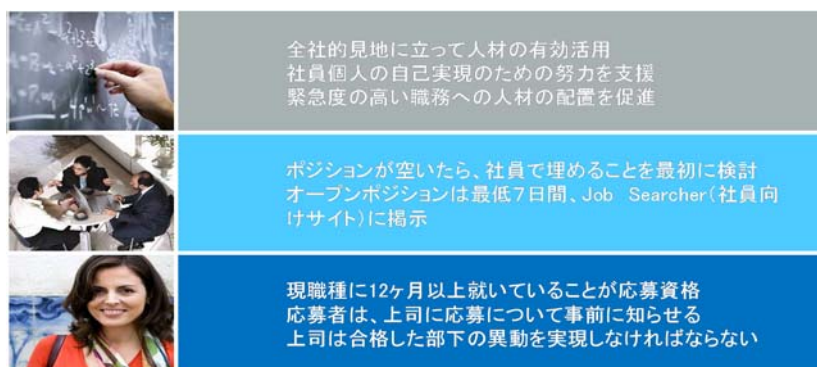 全社的見地に立って人材の有効活用
社員個人の自己実現のための努力を支援
緊急度の高い職務への人材の配置を促進
ポジションが空いたら、社員で埋めることを最初に検討
オープンポジションは最低7日間、Job Searcher(社員向
けサイト)に掲示
現職種に12ヶ月以上就いていることが応募資格
応募者は、上司に応募について事前に知らせる
上司は合格した部下の異動を実現しなければならない